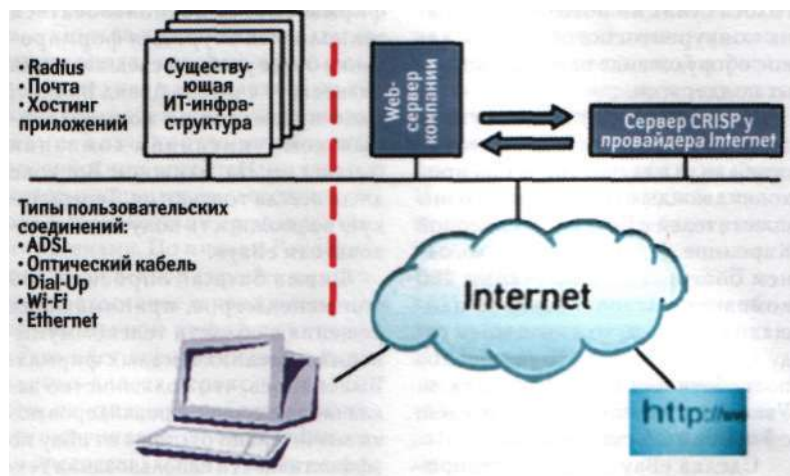 • Radius
• Почта
• Хостинг
приложений
Существу-
ющая
ИТ-инфра-
структура
Web-
сервер
компании
Сервер CRISP у
провайдера Internet
Типы пользовательских
соединений:
• ADSL
• Оптический кабель
• Dial-Up
• Wi-Fi
• Ethernet
Internet
http://